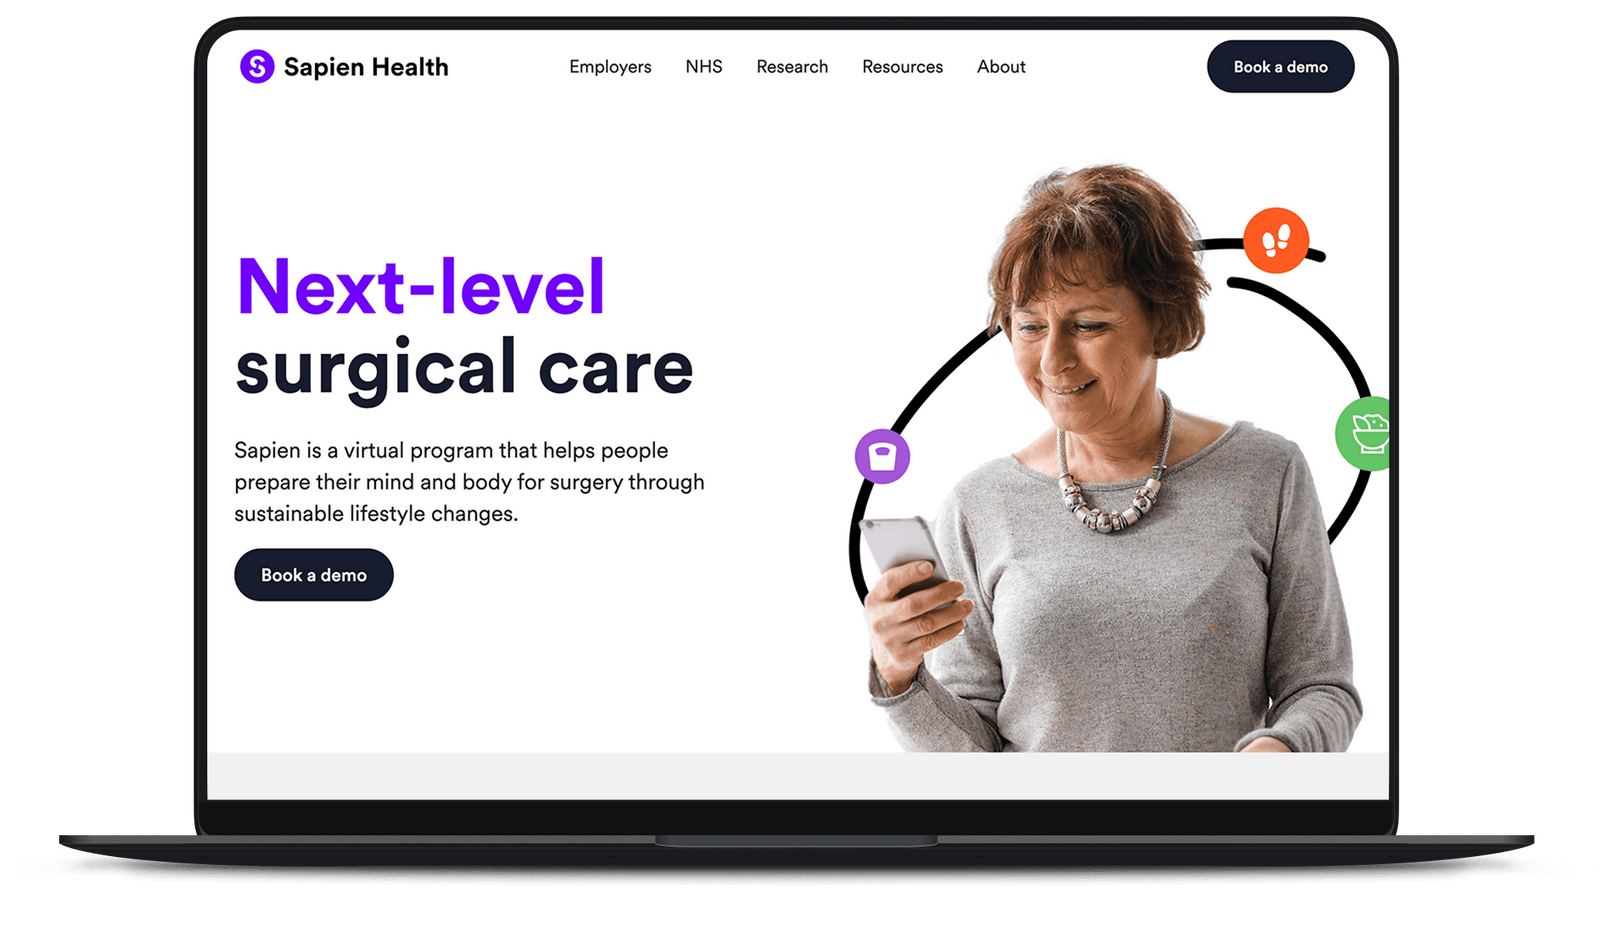 Sapien Health
Employers
NHS
Research
Resources
About
Book a demo
Next-level
surgical care
Sapien is a virtual program that helps people
prepare their mind and body for surgery through
sustainable lifestyle changes.
Book a demo